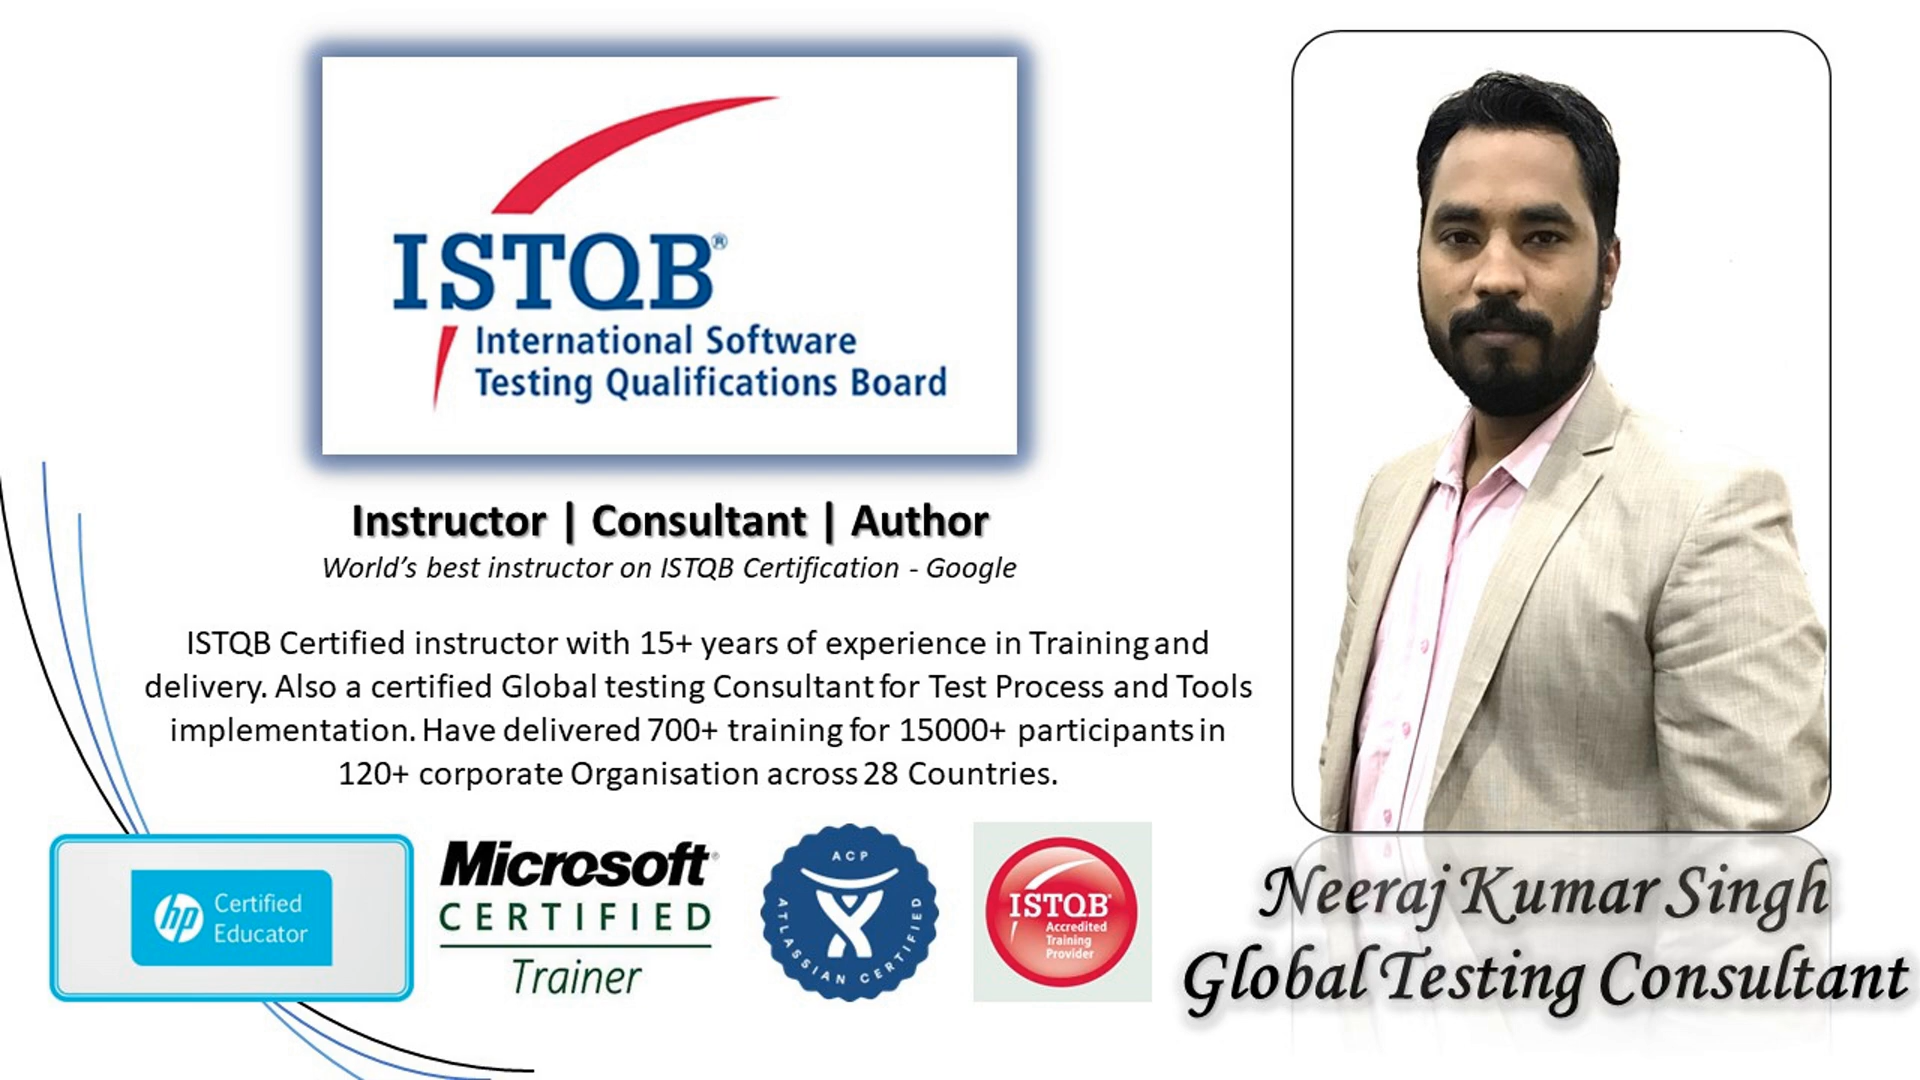 ISTQB®
International Software
Testing Qualifications Board
Instructor | Consultant | Author
World's best instructor on ISTQB Certification - Google
ISTQB Certified instructor with 15+ years of experience in Training and
delivery. Also a certified Global testing Consultant for Test Process and Tools
implementation. Have delivered 700+ training for 15000+ participants in
120+ corporate Organisation across 28 Countries.
hp
Certified
Educator
Microsoft®
CERTIFIED
Trainer
ACP
ATLASSIAN CERTIFIED
ISTQB®
Accredited
Training
Provider
Neeraj Kumar Singh
Global Testing Consultant